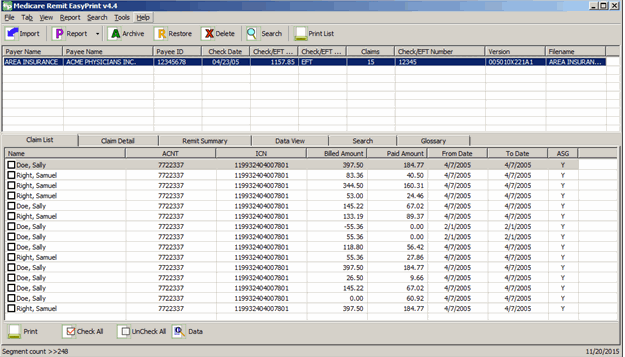 Medicare Remit EasyPrint v4.4
File Tab View Report Search Tools Help
Import Report Archive Restore Delete Search Print List
Payer Name Payee Name Payee ID Check Date Check/EFT ... Check/EFT ... Claims Check/EFT Number Version Filename
AREA INSURANCE ACME PHYSICIANS INC. 12345678 04/23/05 1157.85 EFT 15 12345 005010X221A1 AREA INSURAN...
Claim List Claim Detail Remit Summary Data View Search Glossary
Name ACNT ICN Billed Amount Paid Amount From Date To Date ASG
Doe, Sally 7722337 119932404007801 397.50 184.77 4/7/2005 4/7/2005 Y
Right, Samuel 7722337 119932404007801 83.36 40.50 4/7/2005 4/7/2005 Y
Right, Samuel 7722337 119932404007801 344.50 160.31 4/7/2005 4/7/2005 Y
Doe, Sally 7722337 119932404007801 53.00 24.46 4/7/2005 4/7/2005 Y
Doe, Sally 7722337 119932404007801 145.22 67.02 4/7/2005 4/7/2005 Y
Right, Samuel 7722337 119932404007801 133.19 89.37 4/7/2005 4/7/2005 Y
Doe, Sally 7722337 119932404007801 -55.36 0.00 2/1/2005 2/1/2005 Y
Doe, Sally 7722337 119932404007801 55.36 0.00 2/1/2005 2/1/2005 Y
Doe, Sally 7722337 119932404007801 118.80 56.42 4/7/2005 4/7/2005 Y
Right, Samuel 7722337 119932404007801 55.36 27.86 4/7/2005 4/7/2005 Y
Doe, Sally 7722337 119932404007801 397.50 184.77 4/7/2005 4/7/2005 Y
Doe, Sally 7722337 119932404007801 26.50 9.66 4/7/2005 4/7/2005 Y
Doe, Sally 7722337 119932404007801 145.22 67.02 4/7/2005 4/7/2005 Y
Doe, Sally 7722337 119932404007801 0.00 60.92 4/7/2005 4/7/2005 Y
Right, Samuel 7722337 119932404007801 397.50 184.77 4/7/2005 4/7/2005 Y
Print Check All UnCheck All Data
Segment count >>248 11/20/2015